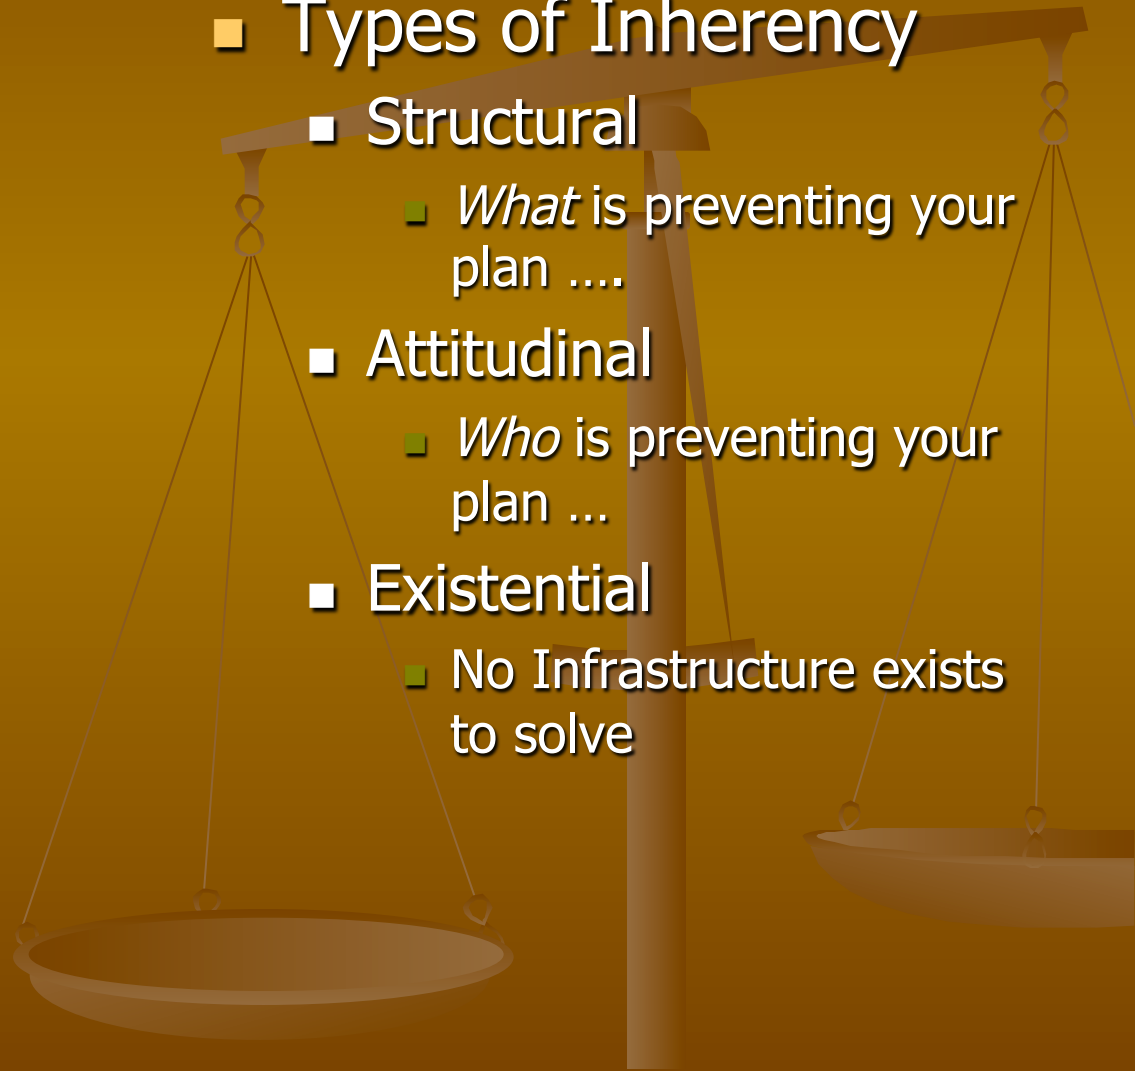 Types of Inherency
Structural
What is preventing your
plan ….
Attitudinal
Who is preventing your
plan …
Existential
No Infrastructure exists
to solve